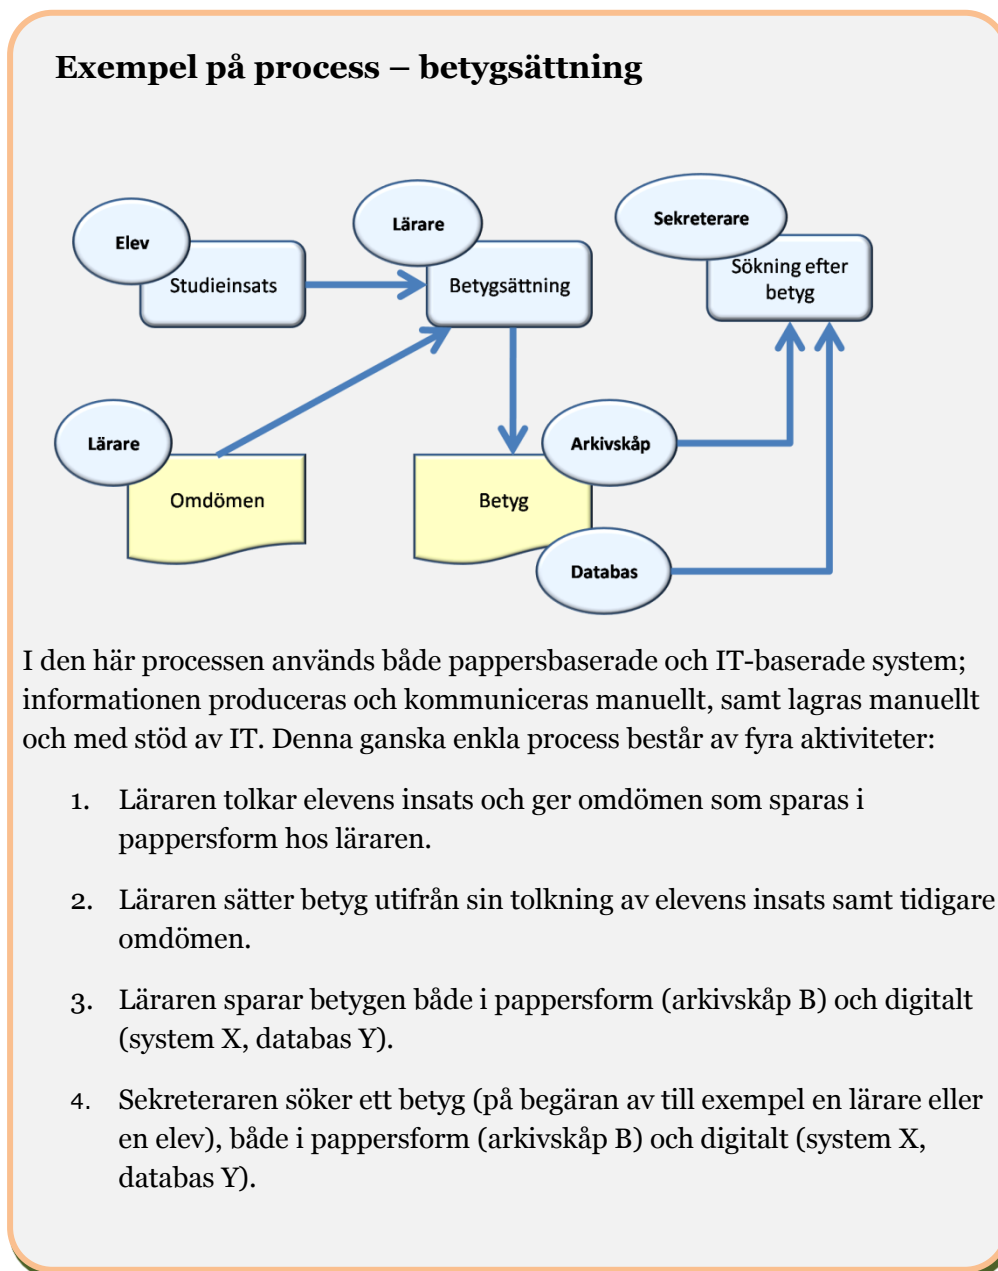 Exempel på process – betygsättning
Elev
Studieinsats
Lärare
Betygsättning
Sekreterare
Sökning efter
betyg
Lärare
Omdömen
Betyg
Arkivskåp
Databas
I den här processen används både pappersbaserade och IT-baserade system;
informationen produceras och kommuniceras manuellt, samt lagras manuellt
och med stöd av IT. Denna ganska enkla process består av fyra aktiviteter:
1. Läraren tolkar elevens insats och ger omdömen som sparas i
pappersform hos läraren.
2. Läraren sätter betyg utifrån sin tolkning av elevens insats samt tidigare
omdömen.
3. Läraren sparar betygen både i pappersform (arkivskåp B) och digitalt
(system X, databas Y).
4. Sekreteraren söker ett betyg (på begäran av till exempel en lärare eller
en elev), både i pappersform (arkivskåp B) och digitalt (system X,
databas Y).